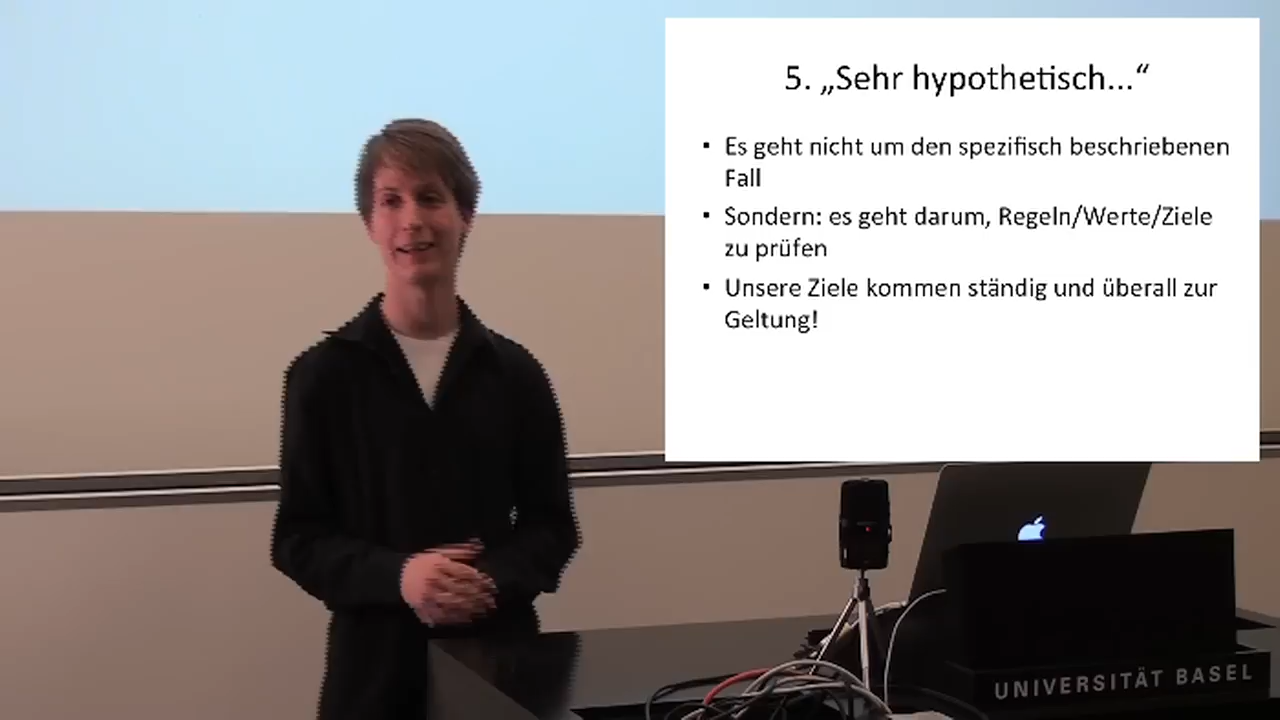 5. „Sehr hypothetisch...“
▪ Es geht nicht um den spezifisch beschriebenen
Fall
▪ Sondern: es geht darum, Regeln/Werte/Ziele
zu prüfen
▪ Unsere Ziele kommen ständig und überall zur
Geltung!
UNIVERSITÄT BASEL